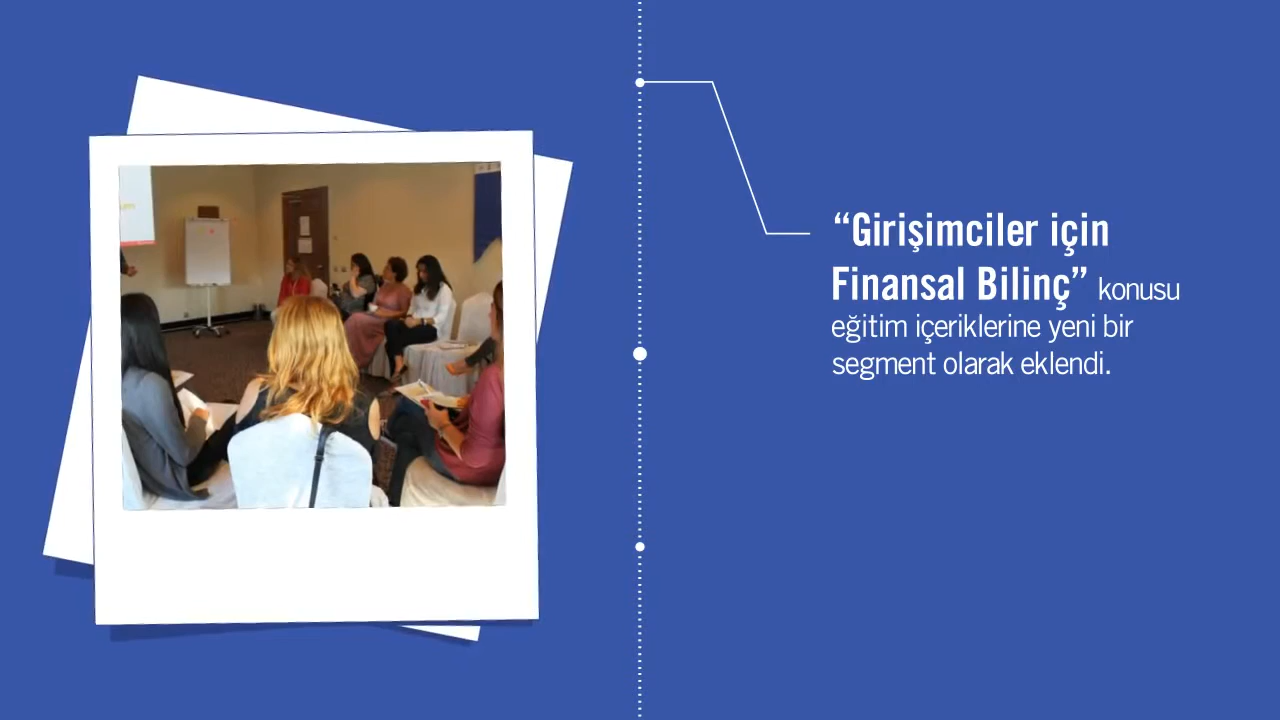 “Girişimciler için
Finansal Bilinç” konusu
eğitim içeriklerine yeni bir
segment olarak eklendi.